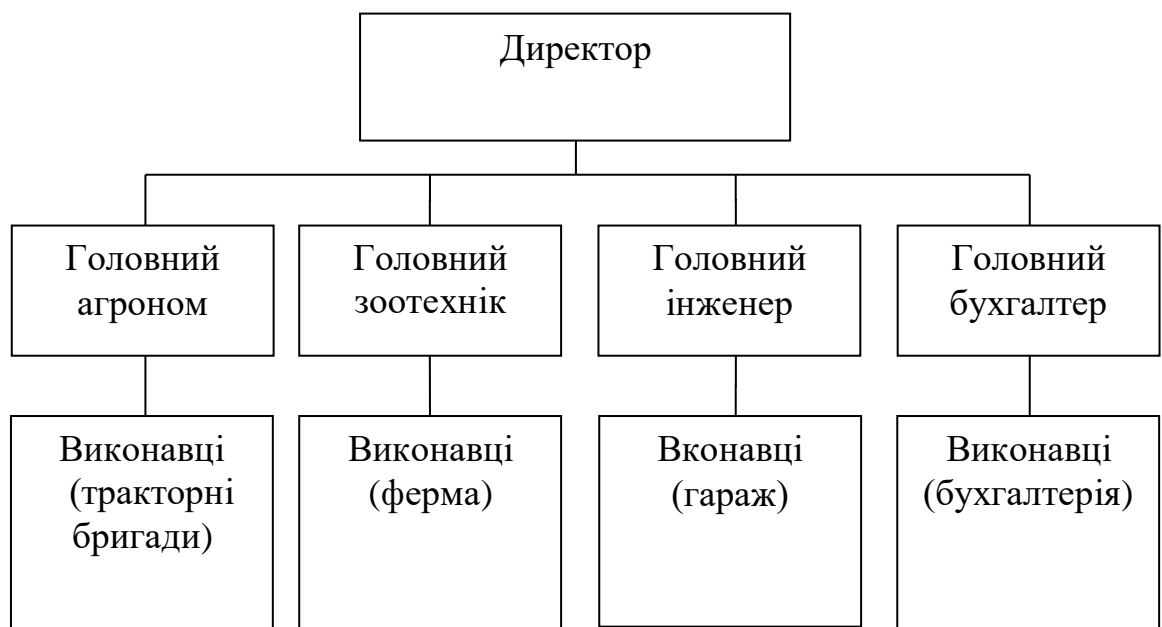 Директор
Головний
агроном
Головний
зоотехнік
Головний
інженер
Головний
бухгалтер
Виконавці
(тракторні
бригади)
Виконавці
(ферма)
Вконавці
(гараж)
Виконавці
(бухгалтерія)